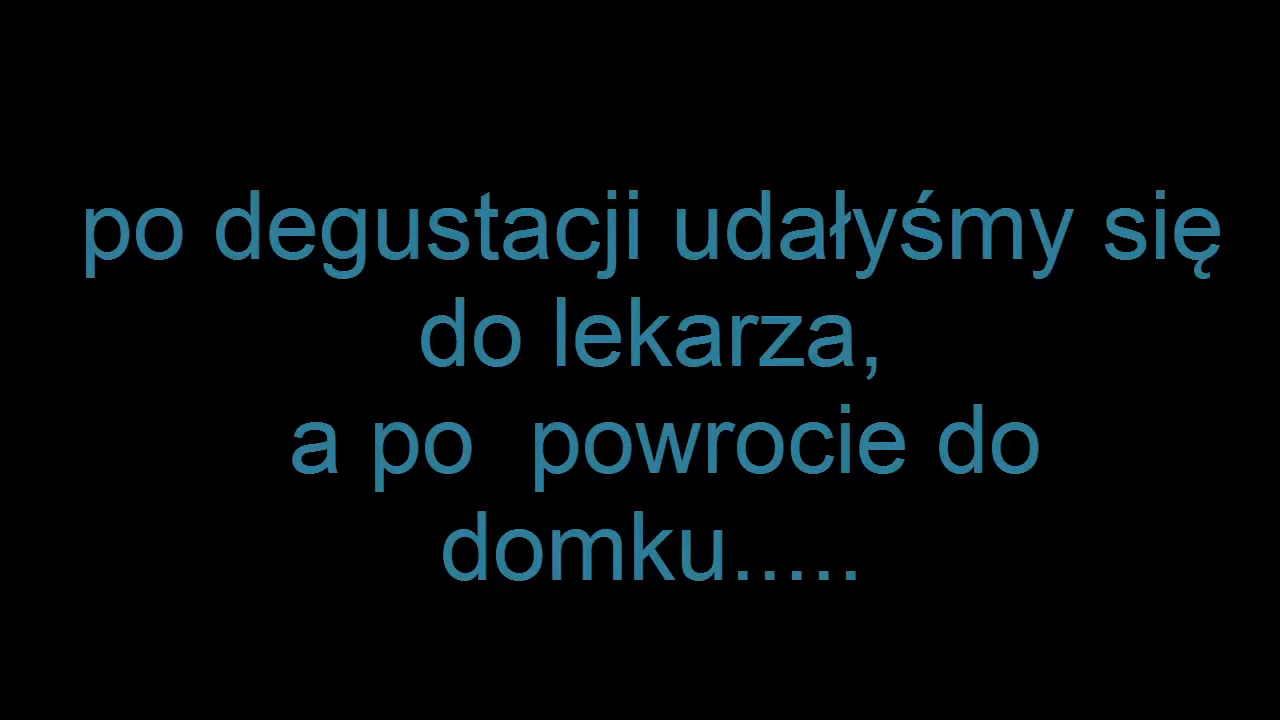 po degustacji udałyśmy się
do lekarza,
a po  powrocie do
domku.....